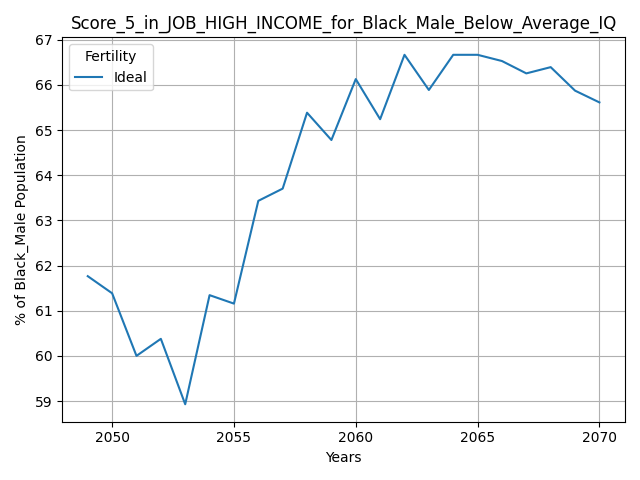 Score_5_in_JOB_HIGH_INCOME_for_Black_Male_Below_Average_IQ
Fertility
Ideal
% of Black_Male Population
67
66
65
64
63
62
61
60
59
2050
2055
2060
2065
2070
Years